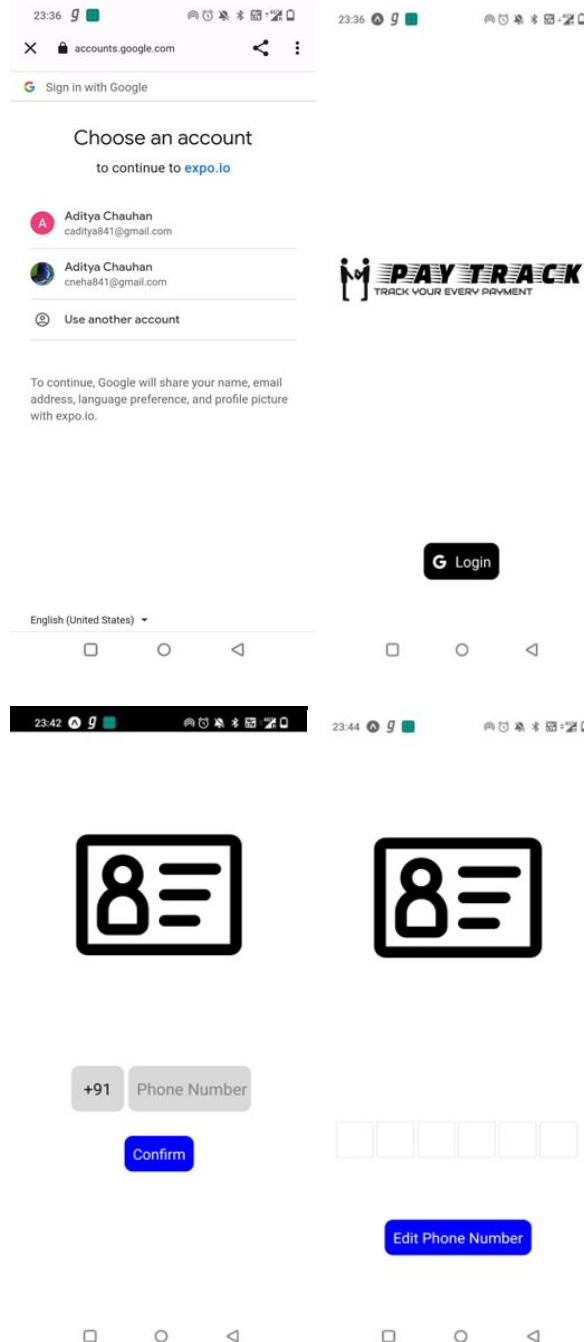 23:36 g
accounts.google.com
G Sign in with Google
Choose an account
to continue to expo.io
A Aditya Chauhan
caditya841@gmail.com
Aditya Chauhan
cneha841@gmail.com
Use another account
To continue, Google will share your name, email
address, language preference, and profile picture
with expo.io.
English (United States)
23:36 g
PAY TRACK
TRACK YOUR EVERY PAYMENT
G Login
23:42 g
+91 Phone Number
Confirm
23:44 g
Edit Phone Number